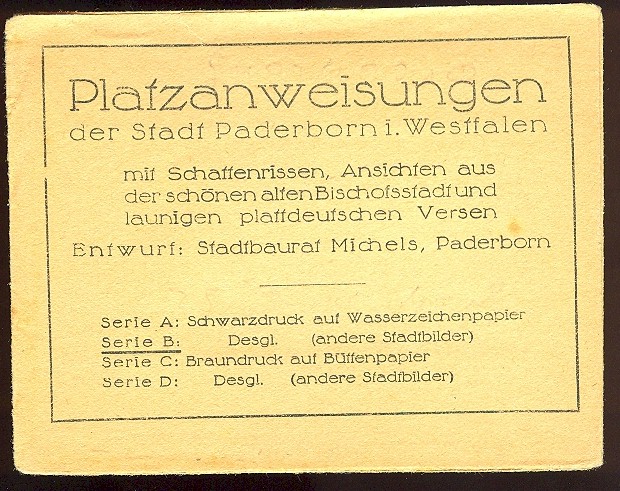 Platzanweisungen
der Stadt Paderborn i. Westfalen
mit Schattenrissen, Ansichten aus
der schönen alten Bischofsstadt und
launigen plattdeutschen Versen
Entwurf: Stadtbaurat Michels, Paderborn
Serie A: Schwarzdruck auf Wasserzeichenpapier
Serie B: Desgl. (andere Stadtbilder)
Serie C: Braundruck auf Büttenpapier
Serie D: Desgl. (andere Stadtbilder)